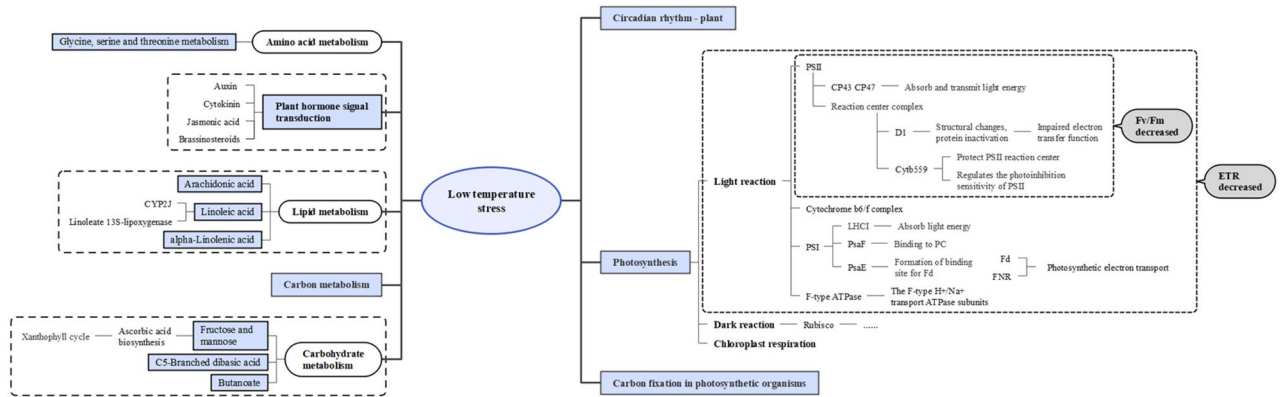 Glycine, serine and threonine metabolism
Amino acid metabolism
Auxin
Cytokinin
Jasmonic acid
Brassinosteroids
Plant hormone signal
transduction
Arachidonic acid
CYP2J
Linoleate 13S-lipoxygenase
Linoleic acid
alpha-Linolenic acid
Lipid metabolism
Carbon metabolism
Xanthophyll cycle
Ascorbic acid
biosynthesis
Fructose and
mannose
C5-Branched dibasic acid
Butanoate
Carbohydrate
metabolism
Low temperature
stress
Circadian rhythm - plant
Photosynthesis
Light reaction
PSII
CP43 CP47
Absorb and transmit light energy
Reaction center complex
D1
Structural changes,
protein inactivation
Impaired electron
transfer function
Cytb559
Protect PSII reaction center
Regulates the photoinhibition
sensitivity of PSII
Fv/Fm
decreased
ETR
decreased
Cytochrome b6/f complex
PSI
LHCI
Absorb light energy
PsaF
Binding to PC
PsaE
Formation of binding
site for Fd
Fd
FNR
Photosynthetic electron transport
F-type ATPase
The F-type H+/Na+
transport ATPase subunits
Dark reaction
Rubisco
......
Chloroplast respiration
Carbon fixation in photosynthetic organisms